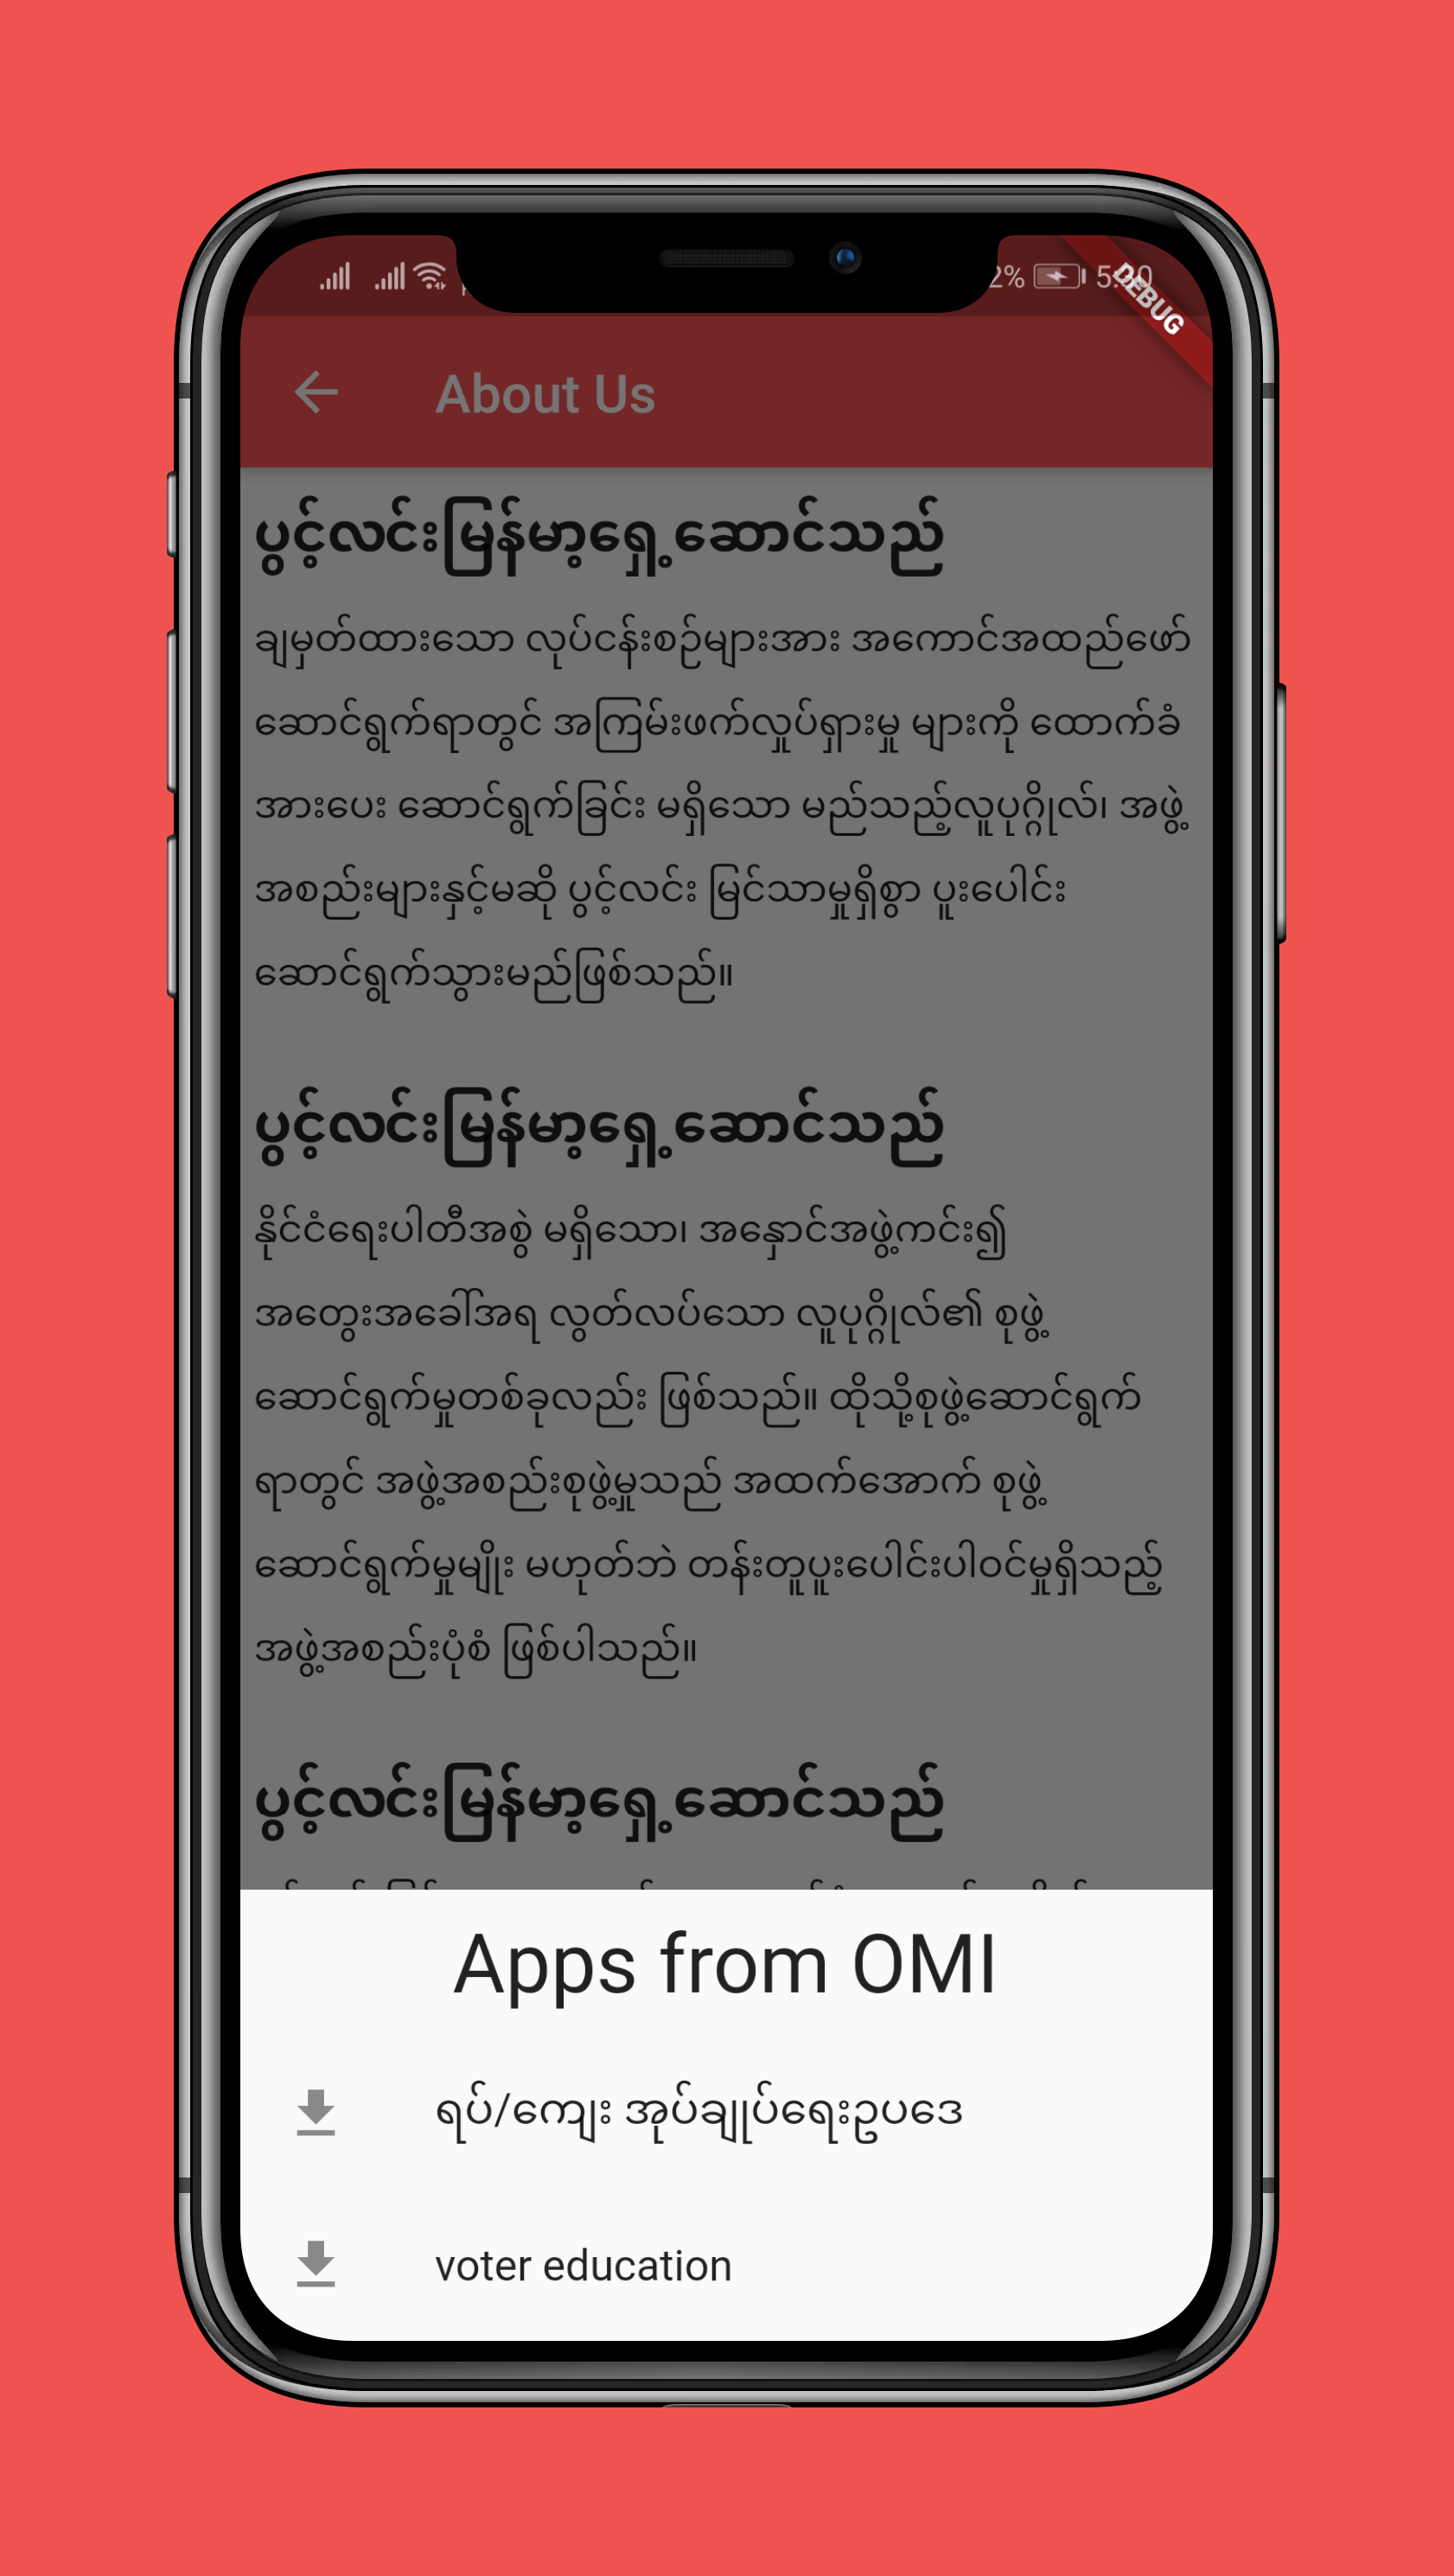 2%
DEBUG
About Us
ပွင့်လင်းမြန်မာ့ရှေ့ဆောင်သည်
ချမှတ်ထားသော လုပ်ငန်းစဉ်များအား အကောင်အထည်ဖော်
ဆောင်ရွက်ရာတွင် အကြမ်းဖက်လှုပ်ရှားမှု များကို ထောက်ခံ
အားပေး ဆောင်ရွက်ခြင်း မရှိသော မည်သည့်လူပုဂ္ဂိုလ်၊ အဖွဲ့
အစည်းများနှင့်မဆို ပွင့်လင်း မြင်သာမှုရှိစွာ ပူးပေါင်း
ဆောင်ရွက်သွားမည်ဖြစ်သည်။
ပွင့်လင်းမြန်မာ့ရှေ့ဆောင်သည်
နိုင်ငံရေးပါတီအစွဲ မရှိသော၊ အနှောင်အဖွဲ့ကင်း၍
အတွေးအခေါ်အရ လွတ်လပ်သော လူပုဂ္ဂိုလ်၏ စုဖွဲ့
ဆောင်ရွက်မှုတစ်ခုလည်း ဖြစ်သည်။ ထိုသို့စုဖွဲ့ဆောင်ရွက်
ရာတွင် အဖွဲ့အစည်းစုဖွဲ့မှုသည် အထက်အောက် စုဖွဲ့
ဆောင်ရွက်မှုမျိုး မဟုတ်ဘဲ တန်းတူပူးပေါင်းပါဝင်မှုရှိသည့်
အဖွဲ့အစည်းပုံစံ ဖြစ်ပါသည်။
ပွင့်လင်းမြန်မာ့ရှေ့ဆောင်သည်
Apps from OMI
ရပ်/ကျေး အုပ်ချုပ်ရေးဥပဒေ
voter education